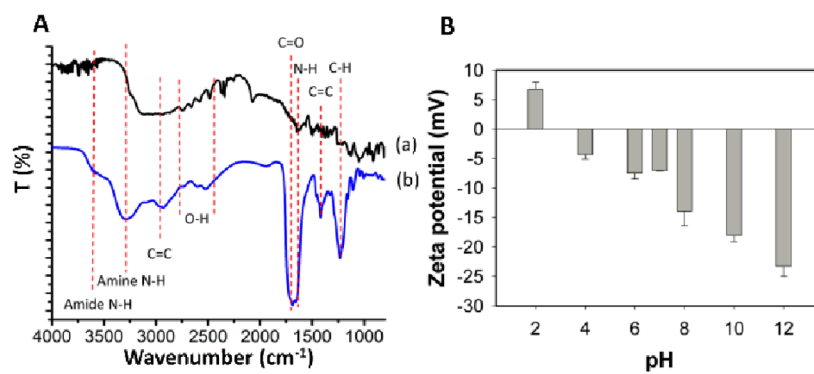 A
C=O
N-H
C-H
C=C
(a)
(b)
T (%)
O-H
C=C
Amine N-H
Amide N-H
4000 3500 3000 2500 2000 1500 1000
Wavenumber (cm⁻¹)
B
10
5
0
-5
-10
-15
-20
-25
-30
Zeta potential (mV)
2 4 6 8 10 12
pH